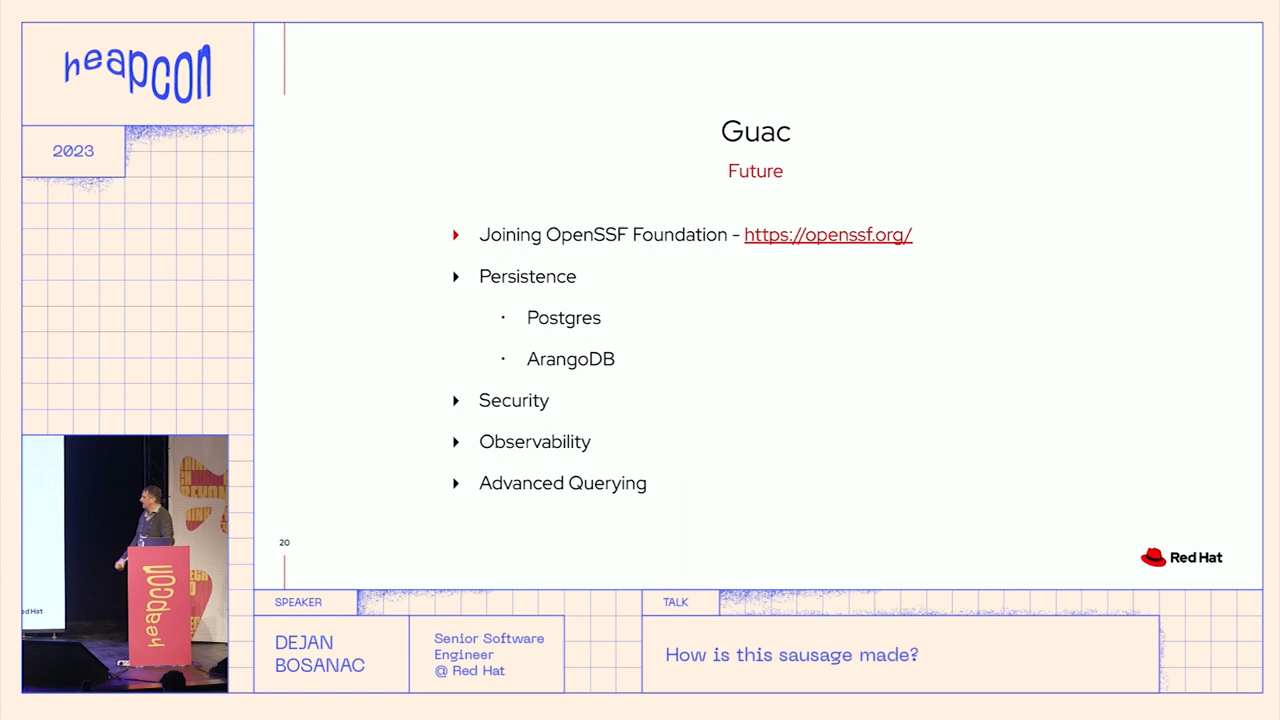 heapcon
2023
Guac
Future
Joining OpenSSF Foundation - https://openssf.org/
Persistence
Postgres
ArangoDB
Security
Observability
Advanced Querying
20
Red Hat
heapcon
SPEAKER
DEJAN
BOSANAC
Senior Software
Engineer
@ Red Hat
TALK
How is this sausage made?